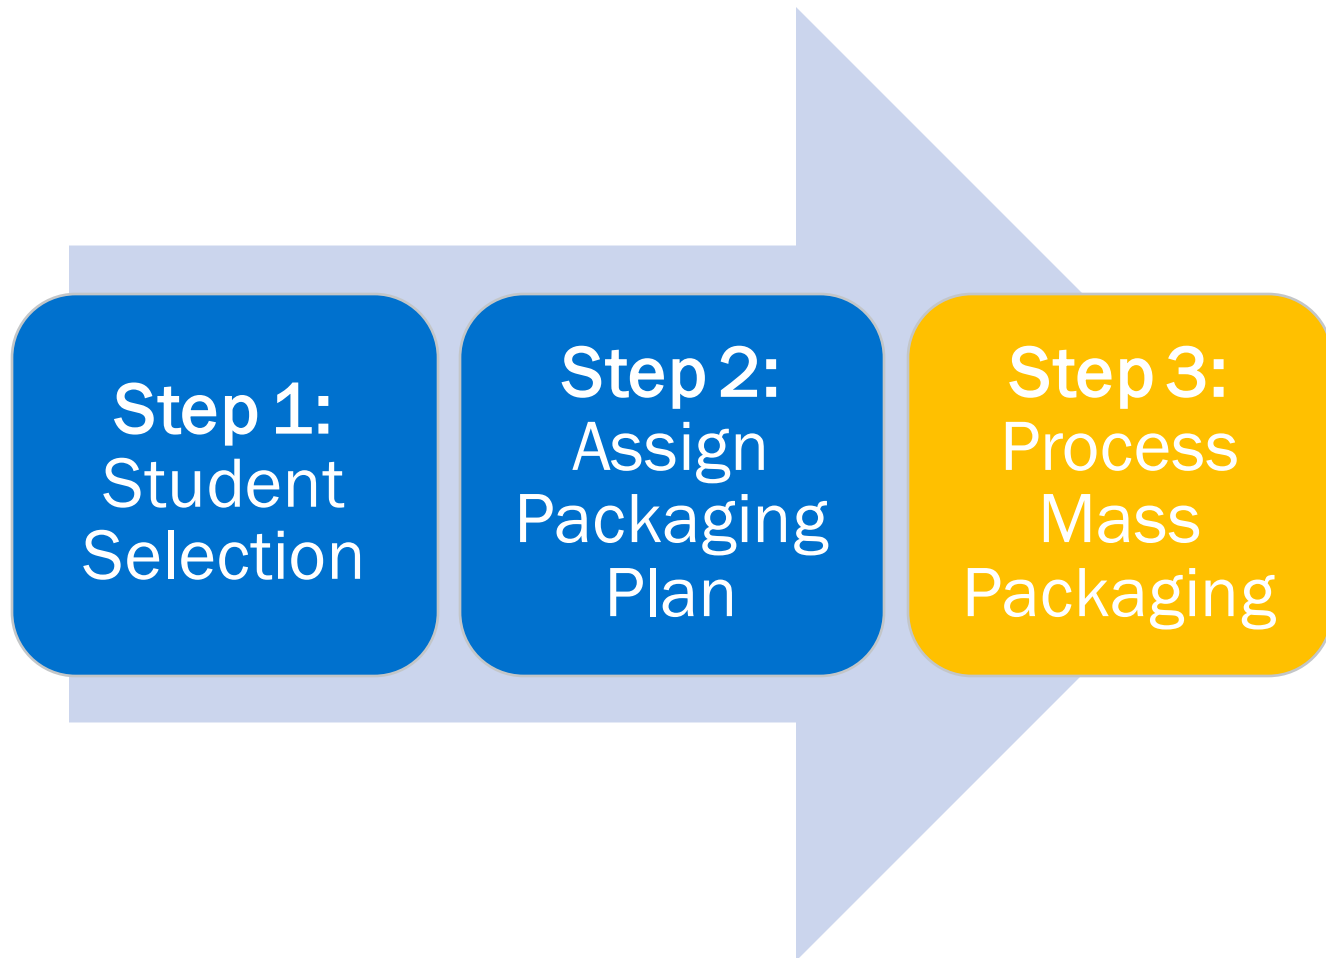 Step 1:
Student
Selection
Step 2:
Assign
Packaging
Plan
Step 3:
Process
Mass
Packaging